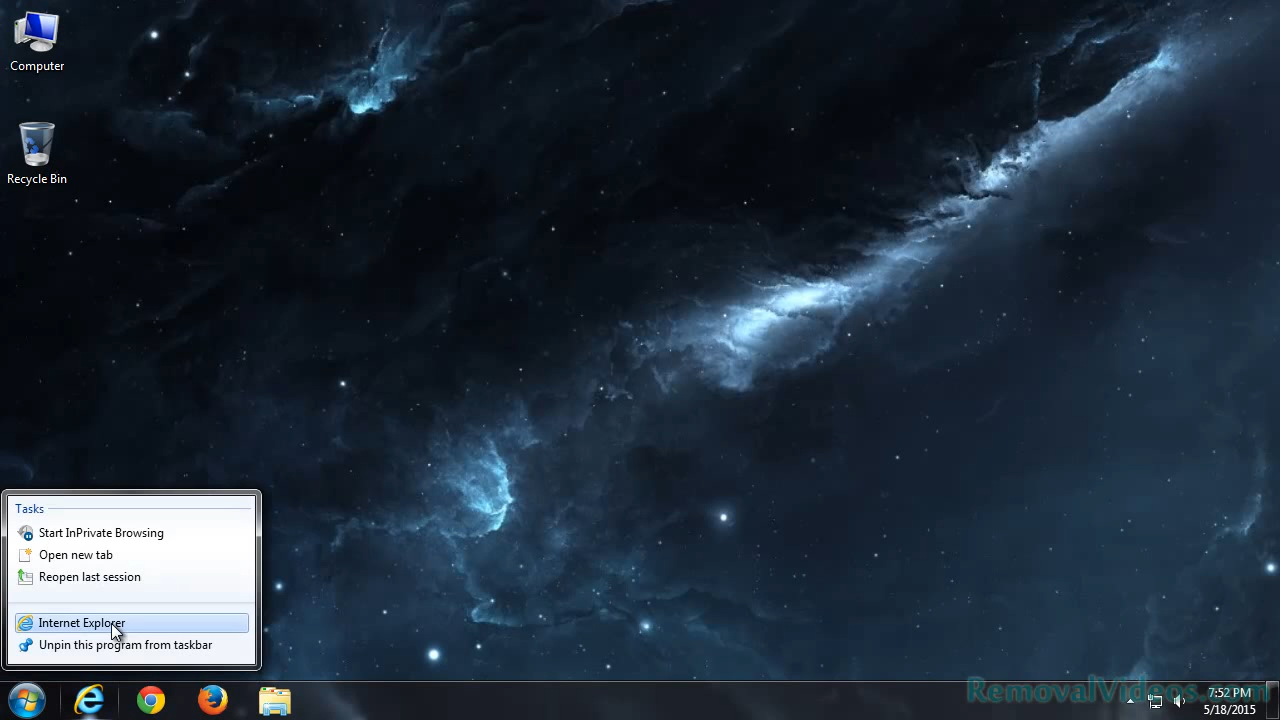 Computer
Recycle Bin
Tasks
Start InPrivate Browsing
Open new tab
Reopen last session
Internet Explorer
Unpin this program from taskbar
RemovalVideos.com
7:52 PM
5/18/2015